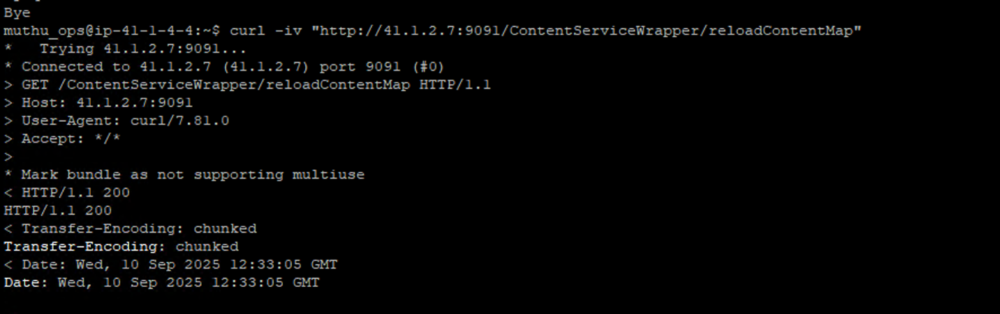 Bye
muthu_ops@ip-41-1-4-4:~$ curl -iv "http://41.1.2.7:9091/ContentServiceWrapper/reloadContentMap"
*   Trying 41.1.2.7:9091...
* Connected to 41.1.2.7 (41.1.2.7) port 9091 (#0)
> GET /ContentServiceWrapper/reloadContentMap HTTP/1.1
> Host: 41.1.2.7:9091
> User-Agent: curl/7.81.0
> Accept: */*
>
* Mark bundle as not supporting multiuse
< HTTP/1.1 200
HTTP/1.1 200
< Transfer-Encoding: chunked
Transfer-Encoding: chunked
< Date: Wed, 10 Sep 2025 12:33:05 GMT
Date: Wed, 10 Sep 2025 12:33:05 GMT